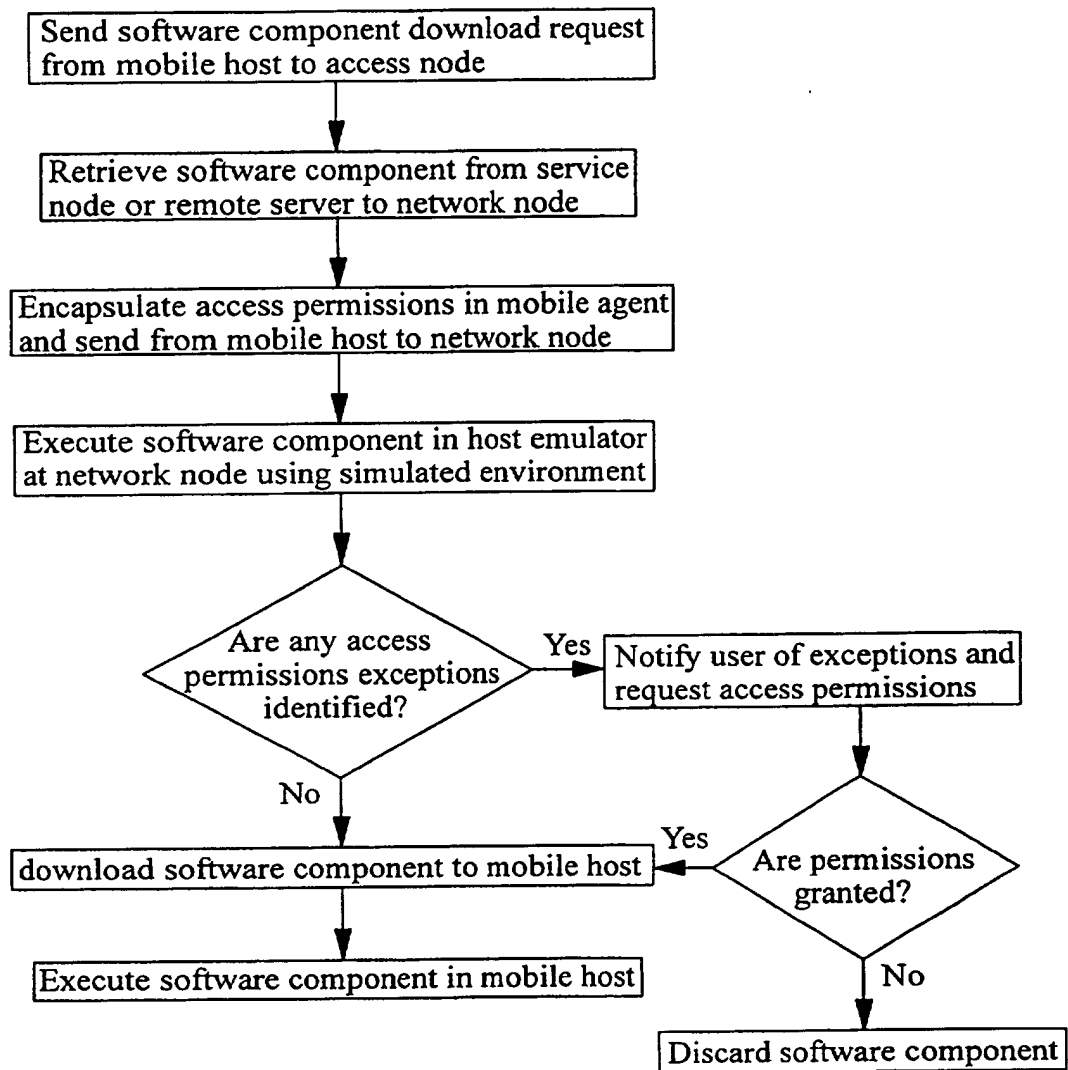 Send software component download request
from mobile host to access node
Retrieve software component from service
node or remote server to network node
Encapsulate access permissions in mobile agent
and send from mobile host to network node
Execute software component in host emulator
at network node using simulated environment
Are any access
permissions exceptions
identified?
Yes
Notify user of exceptions and
request access permissions
No
Yes
download software component to mobile host
Are permissions
granted?
Execute software component in mobile host
No
Discard software component